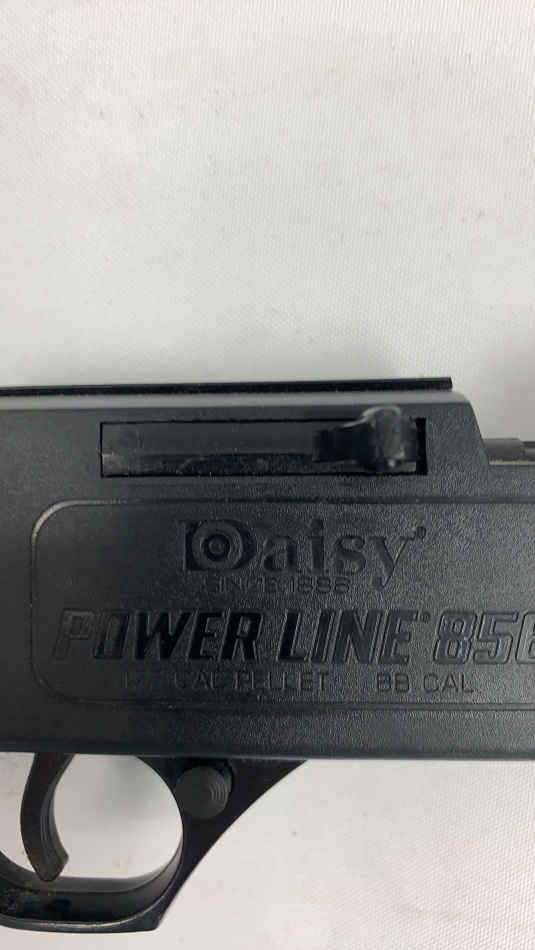 Daisy®
SINCE 1886
POWER LINE® 856
CAL PELLET BB CAL